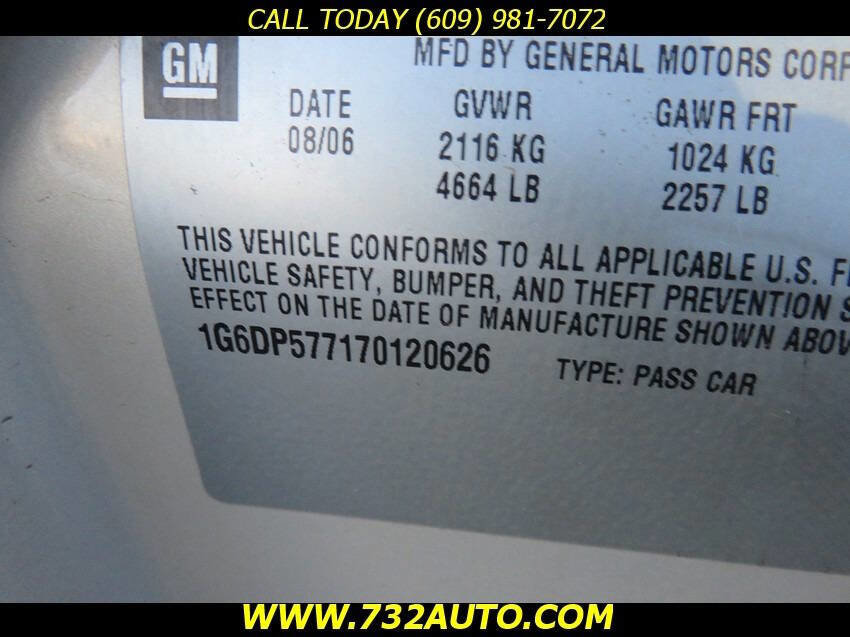 CALL TODAY (609) 981-7072
GM
MFD BY GENERAL MOTORS CORP
DATE GVWR GAWR FRT
08/06 2116 KG 1024 KG
4664 LB 2257 LB
THIS VEHICLE CONFORMS TO ALL APPLICABLE U.S.
VEHICLE SAFETY, BUMPER, AND THEFT PREVENTION
EFFECT ON THE DATE OF MANUFACTURE SHOWN
1G6DP577170120626 TYPE: PASS CAR
WWW.732AUTO.COM